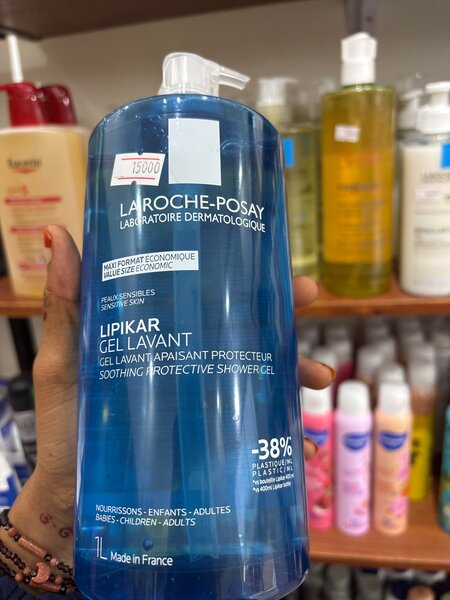 15000
LA ROCHE-POSAY
LABORATOIRE DERMATOLOGIQUE
MAXI FORMAT ÉCONOMIQUE
VALUE SIZE ECONOMIC
PEAUX SENSIBLES
SENSITIVE SKIN
LIPIKAR
GEL LAVANT
GEL LAVANT APAISANT PROTECTEUR
SOOTHING PROTECTIVE SHOWER GEL
-38%
PLASTIQUE/ML
PLASTIC/ML
NOURRISSONS - ENFANTS - ADULTES
BABIES - CHILDREN - ADULTS
1L Made in France
Eucerin